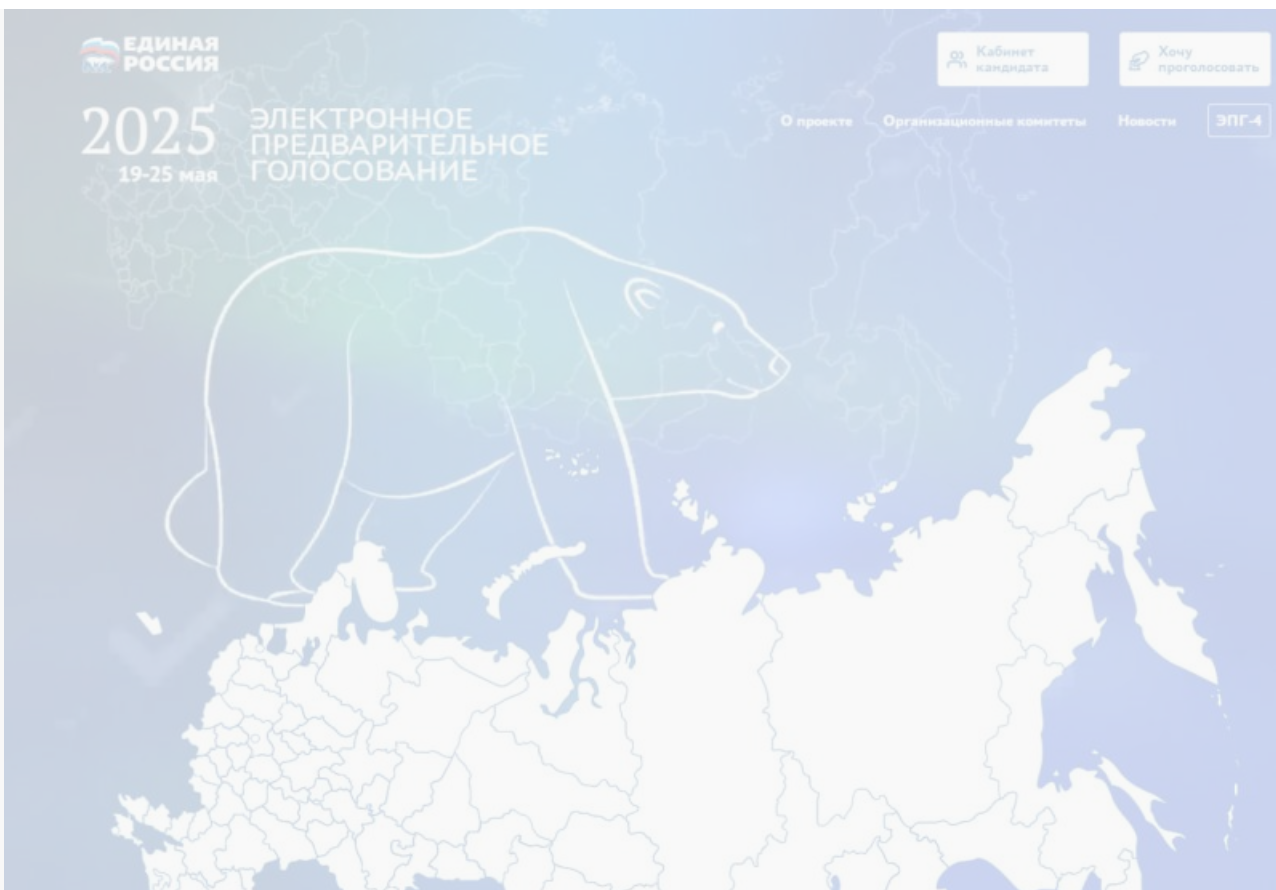 ЕДИНАЯ
РОССИЯ
Кабинет
кандидата
Хочу
проголосовать
2025
19-25 мая
ЭЛЕКТРОННОЕ
ПРЕДВАРИТЕЛЬНОЕ
ГОЛОСОВАНИЕ
О проекте
Организационные комитеты
Новости
ЭПГ-4